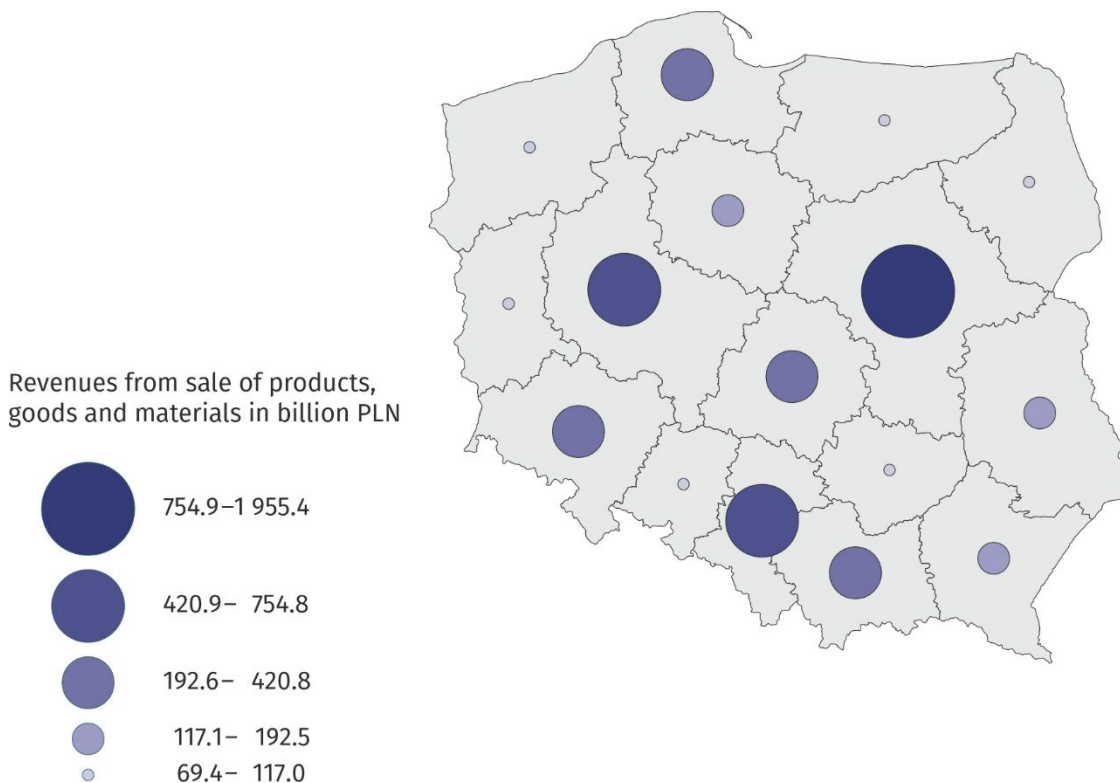 Revenues from sale of products,
goods and materials in billion PLN
754.9–1 955.4
420.9– 754.8
192.6– 420.8
117.1– 192.5
69.4– 117.0